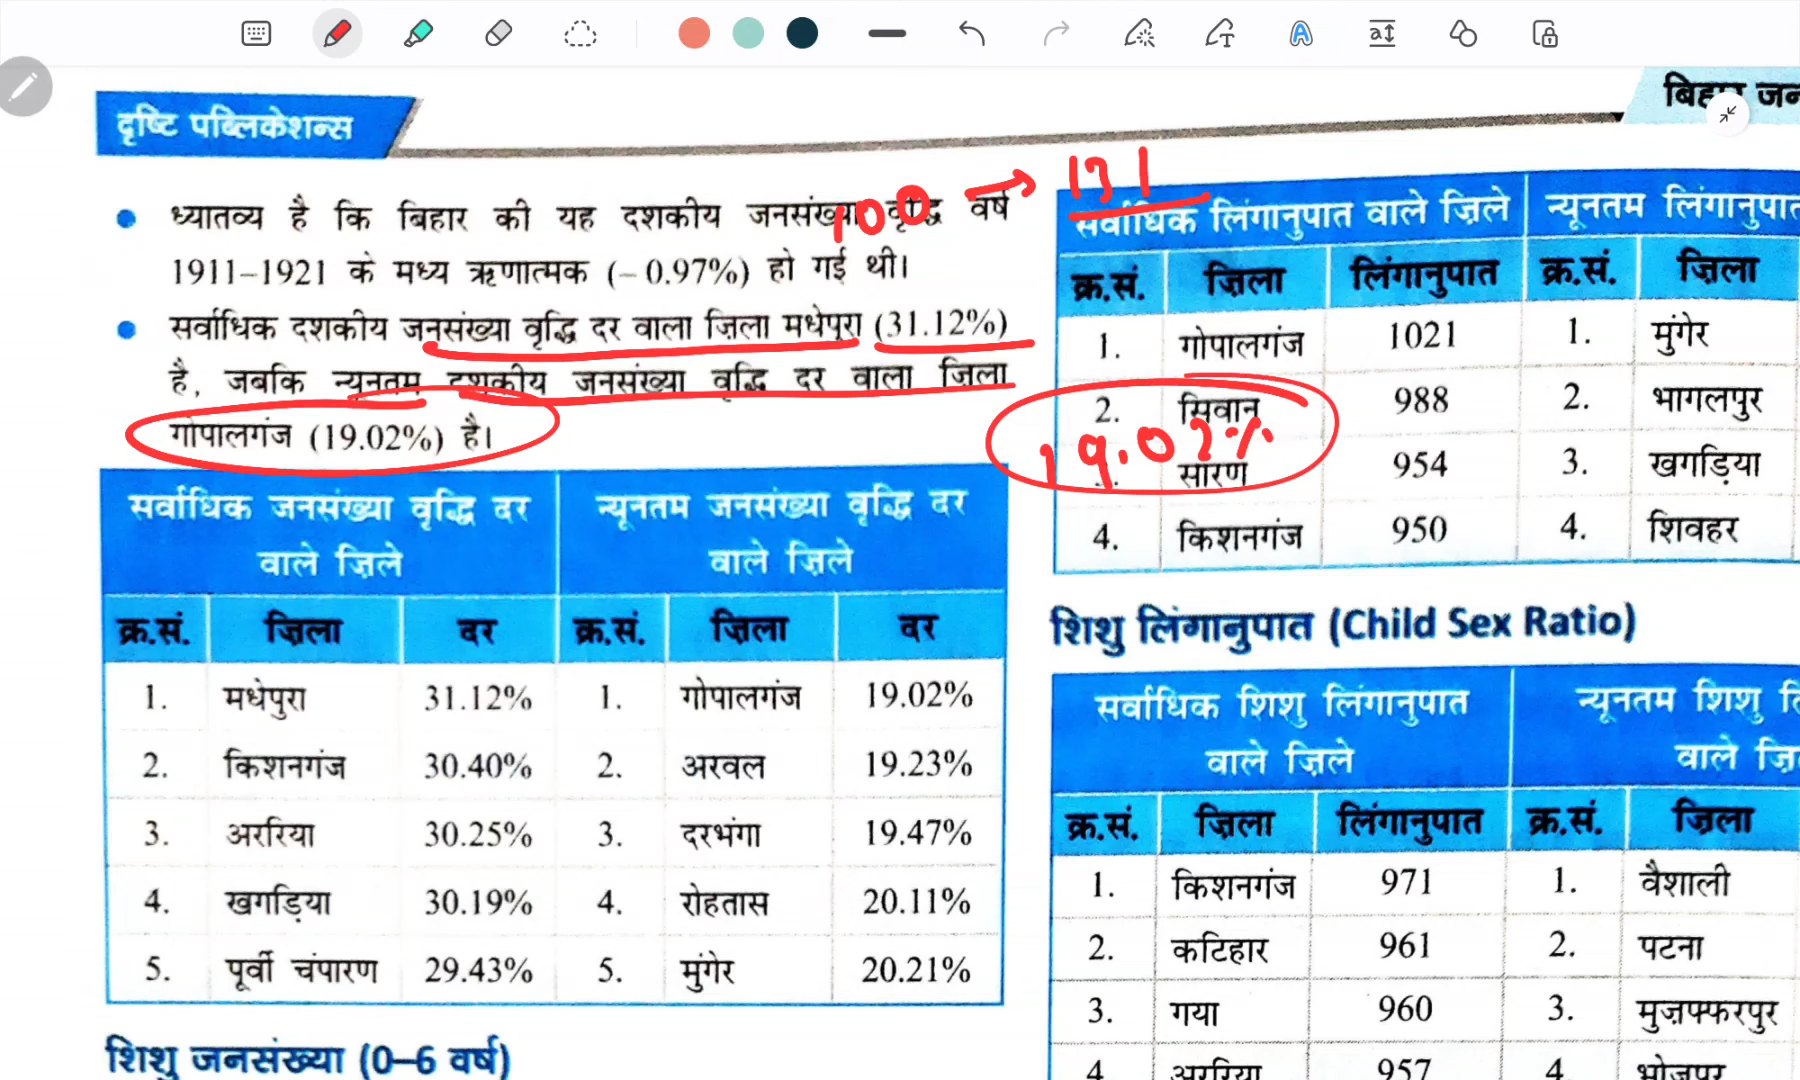 दृष्टि पब्लिकेशन्स
ध्यातव्य है कि बिहार की यह दशकीय जनसंख्या वृद्धि वर्ष
1911–1921 के मध्य ऋणात्मक (– 0.97%) हो गई थी।
सर्वाधिक दशकीय जनसंख्या वृद्धि दर वाला ज़िला मधेपुरा (31.12%)
है, जबकि न्यूनतम दशकीय जनसंख्या वृद्धि दर वाला ज़िला
गोपालगंज (19.02%) है।
100 → 131
19.02%
सर्वाधिक जनसंख्या वृद्धि दर वाले ज़िले
न्यूनतम जनसंख्या वृद्धि दर वाले ज़िले
क्र.सं. ज़िला दर क्र.सं. ज़िला दर
1. मधेपुरा 31.12% 1. गोपालगंज 19.02%
2. किशनगंज 30.40% 2. अरवल 19.23%
3. अररिया 30.25% 3. दरभंगा 19.47%
4. खगड़िया 30.19% 4. रोहतास 20.11%
5. पूर्वी चंपारण 29.43% 5. मुंगेर 20.21%
शिशु जनसंख्या (0–6 वर्ष)
सर्वाधिक लिंगानुपात वाले ज़िले न्यूनतम लिंगानुपात
क्र.सं. ज़िला लिंगानुपात क्र.सं. ज़िला
1. गोपालगंज 1021 1. मुंगेर
2. सिवान 988 2. भागलपुर
सारण 954 3. खगड़िया
4. किशनगंज 950 4. शिवहर
शिशु लिंगानुपात (Child Sex Ratio)
सर्वाधिक शिशु लिंगानुपात वाले ज़िले
न्यूनतम शिशु
वाले
क्र.सं. ज़िला लिंगानुपात क्र.सं. ज़िला
1. किशनगंज 971 1. वैशाली
2. कटिहार 961 2. पटना
3. गया 960 3. मुज़फ्फरपुर
4. अररिया 957 4. भोजपुर